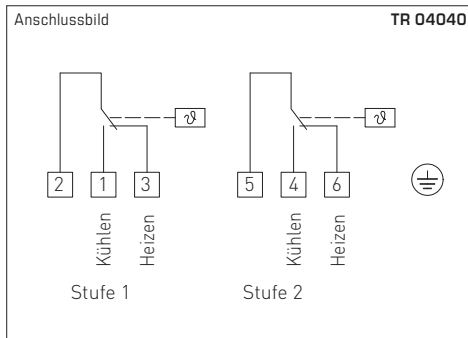 Anschlussbild TR 04040
ϑ ϑ
2 1 3 5 4 6
Kühlen Heizen Kühlen Heizen
Stufe 1 Stufe 2